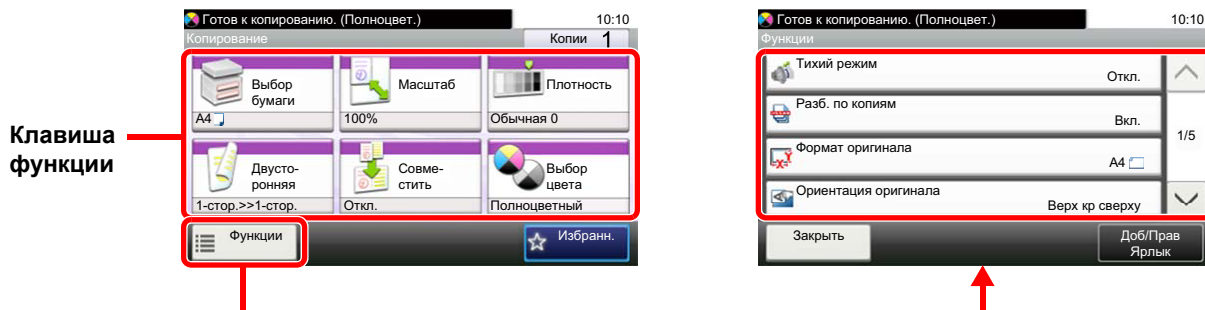 Клавиша
функции
Готов к копированию. (Полноцвет.) 10:10
Копирование Копии 1
Выбор
бумаги
A4
Масштаб
100%
Плотность
Обычная 0
Двусто-
ронняя
1-стор.>>1-стор.
Совме-
стить
Откл.
Выбор
цвета
Полноцветный
Функции
Избранн.
Готов к копированию. (Полноцвет.) 10:10
Функции
Тихий режим
Откл.
Разб. по копиям
Вкл.
1/5
Формат оригинала
A4
Ориентация оригинала
Верх кр сверху
Закрыть
Доб/Прав
Ярлык